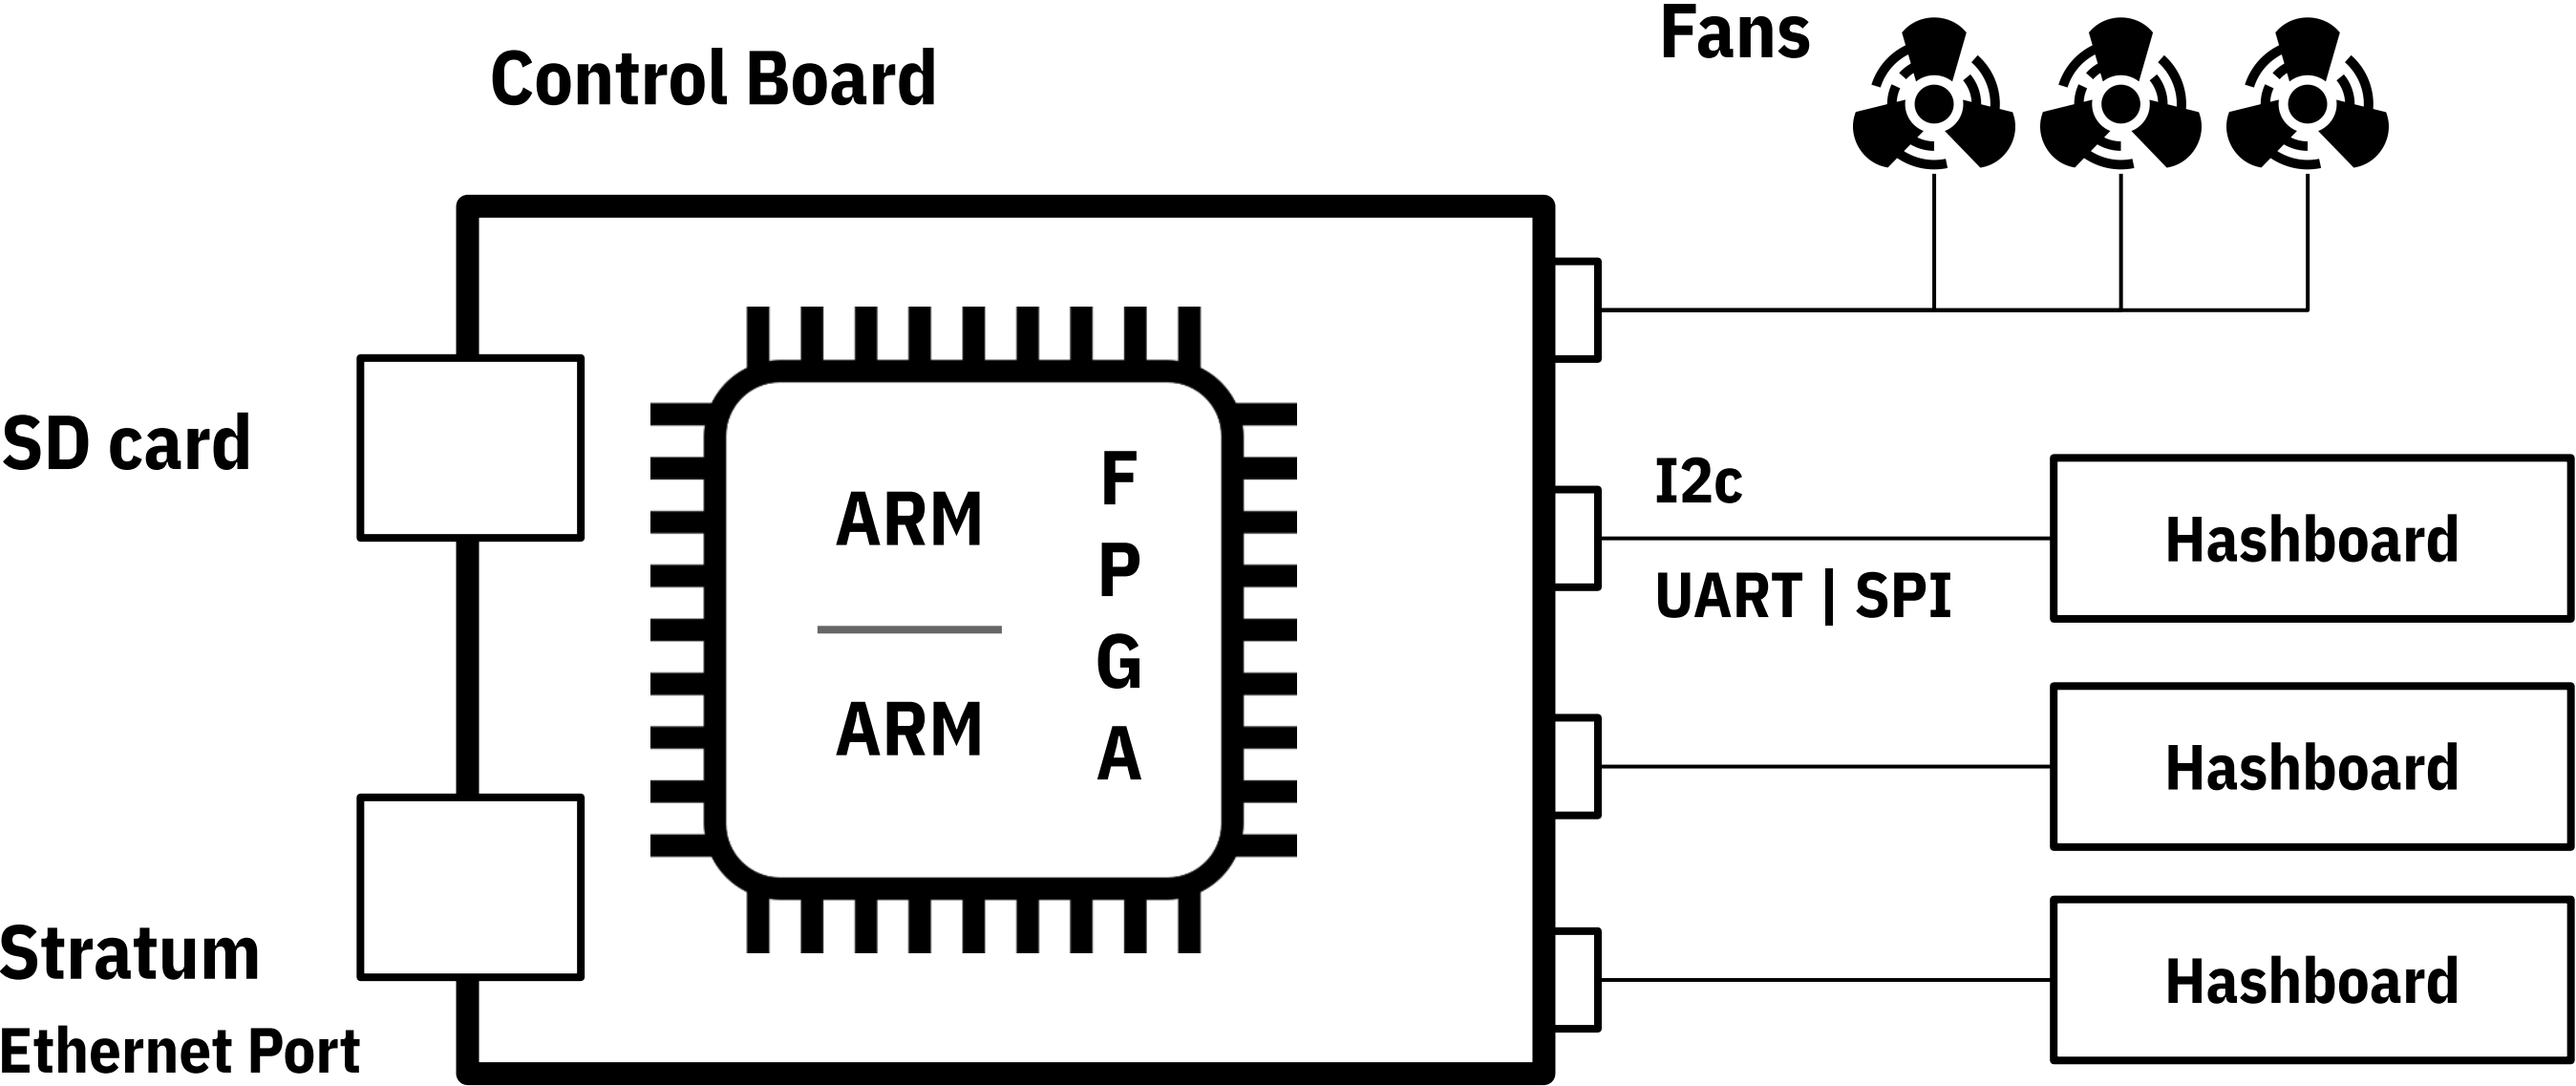 Fans
Control Board
SD card
ARM
ARM
F
P
G
A
I2c
UART | SPI
Hashboard
Hashboard
Hashboard
Stratum
Ethernet Port